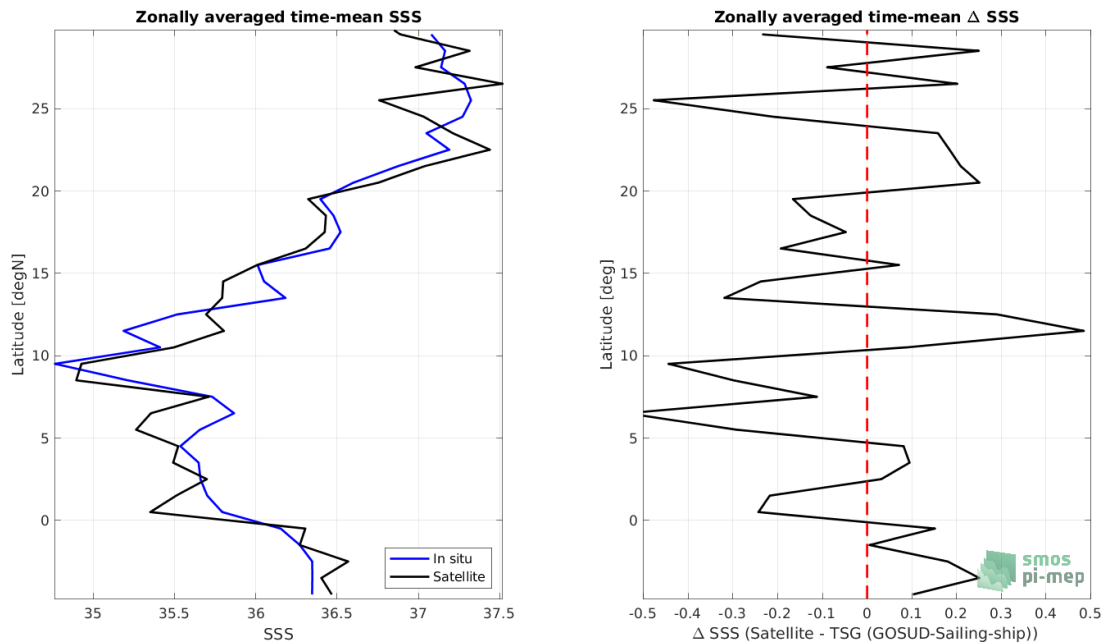 Zonally averaged time-mean SSS
Latitude [degN]
25
20
15
10
5
0
35
35.5
36
36.5
37
37.5
SSS
In situ
Satellite
Zonally averaged time-mean Δ SSS
Latitude [deg]
25
20
15
10
5
0
-0.5
-0.4
-0.3
-0.2
-0.1
0
0.1
0.2
0.3
0.4
0.5
Δ SSS (Satellite - TSG (GOSUD-Sailing-ship))
smos
pi-mep